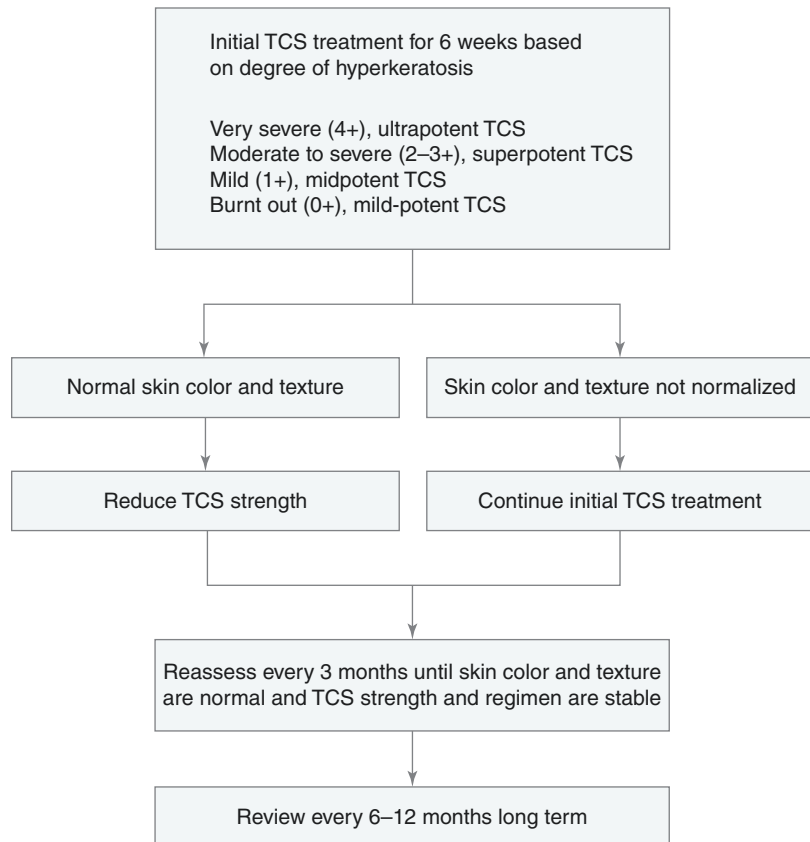 Initial TCS treatment for 6 weeks based
on degree of hyperkeratosis
Very severe (4+), ultrapotent TCS
Moderate to severe (2–3+), superpotent TCS
Mild (1+), midpotent TCS
Burnt out (0+), mild-potent TCS
Normal skin color and texture
Skin color and texture not normalized
Reduce TCS strength
Continue initial TCS treatment
Reassess every 3 months until skin color and texture
are normal and TCS strength and regimen are stable
Review every 6–12 months long term